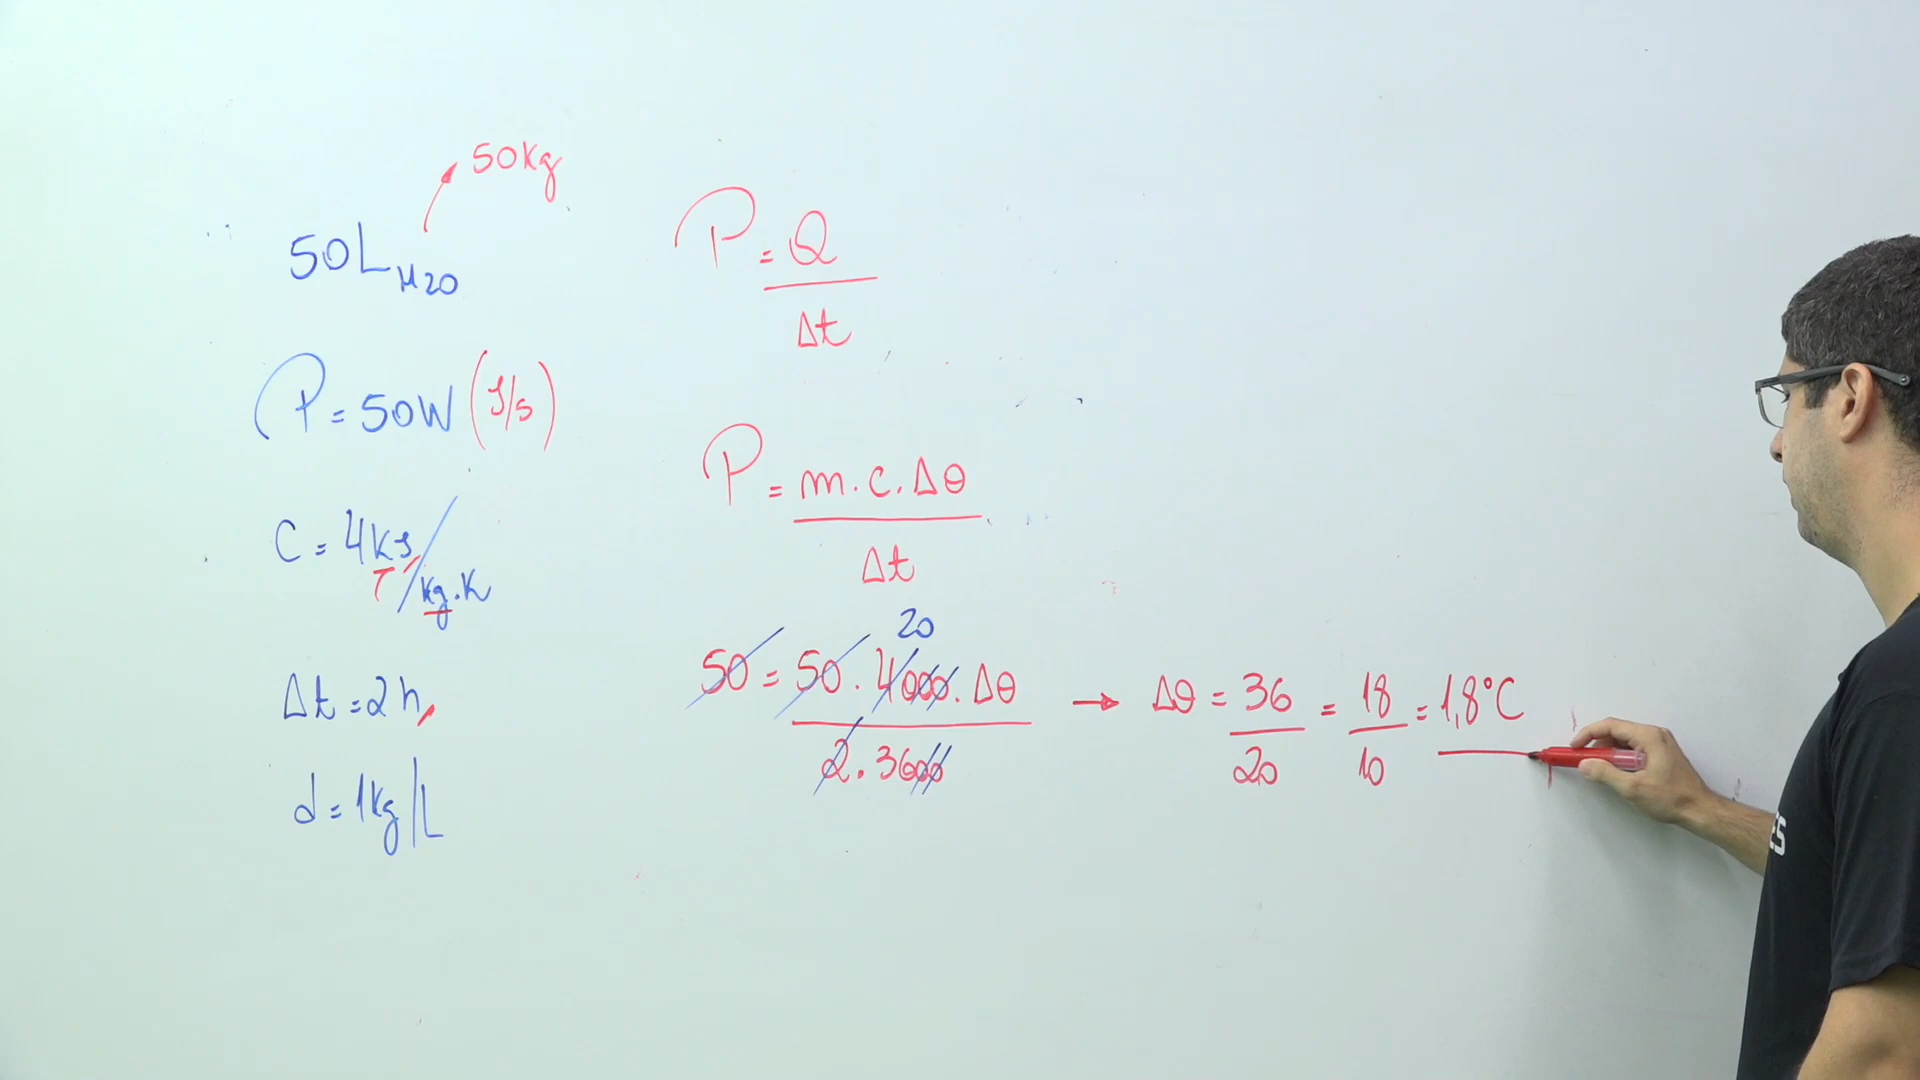 50Kg
50L H2O
P = 50W (J/s)
C = 4KJ/kg.K
Δt = 2h
d = 1kg/L
P = Q
Δt
P = m.c.Δθ
Δt
20
50 = 50.4000.Δθ
2.3600
→ Δθ = 36 = 18 = 1,8°C
20 10
ES